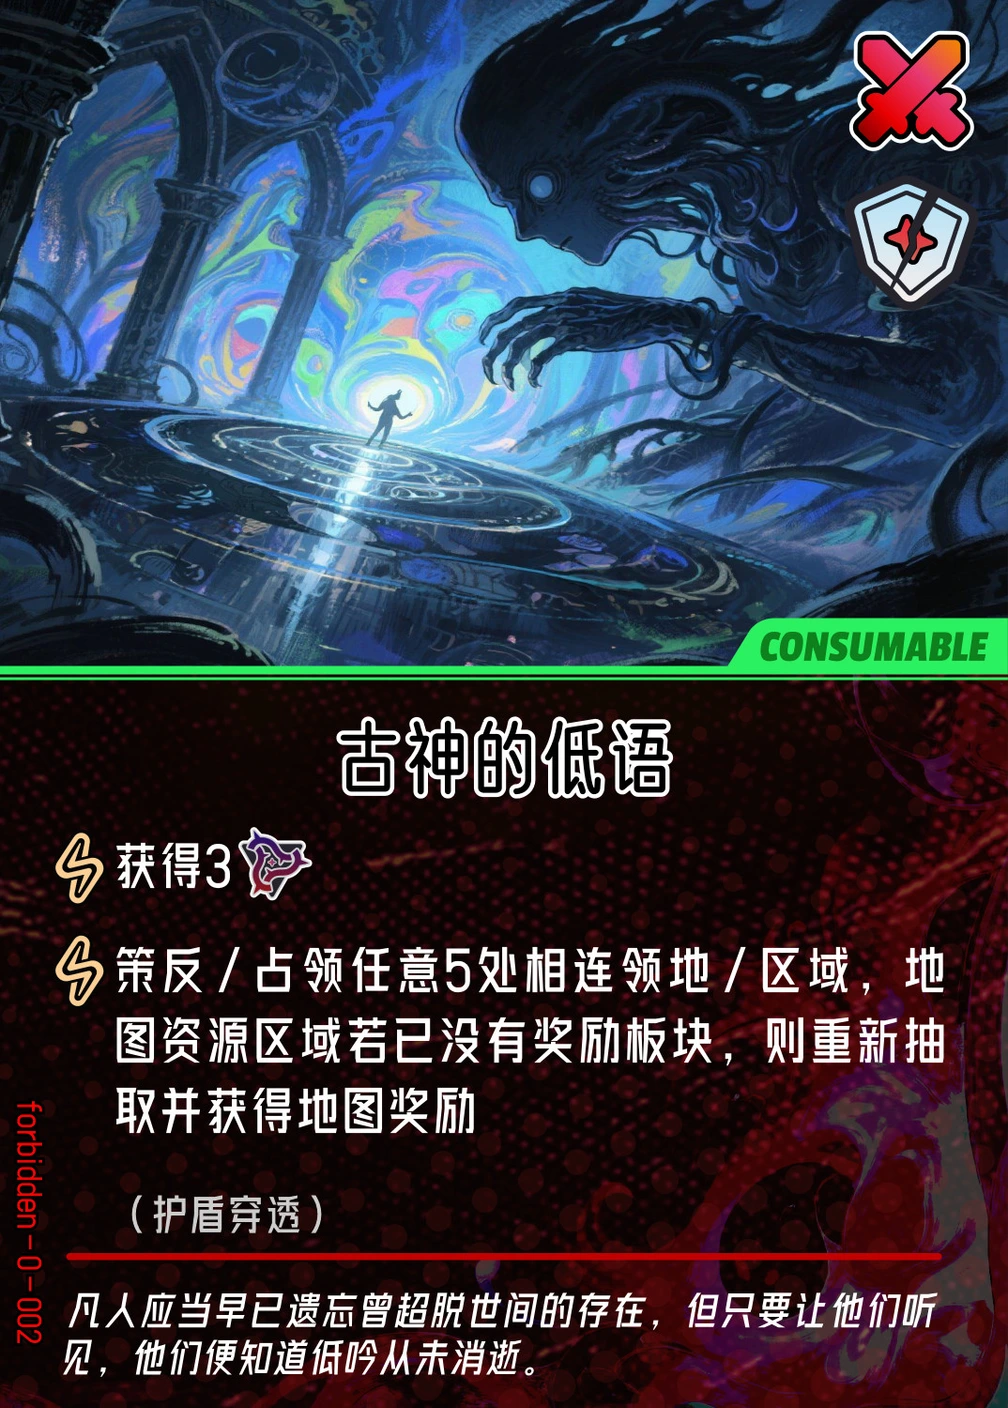 CONSUMABLE
古神的低语
获得3
策反/占领任意5处相连领地/区域，地
图资源区域若已没有奖励板块，则重新抽
取并获得地图奖励
（护盾穿透）
凡人应当早已遗忘曾超脱世间的存在，但只要让他们听
见，他们便知道低吟从未消逝。
forbidden-0-002